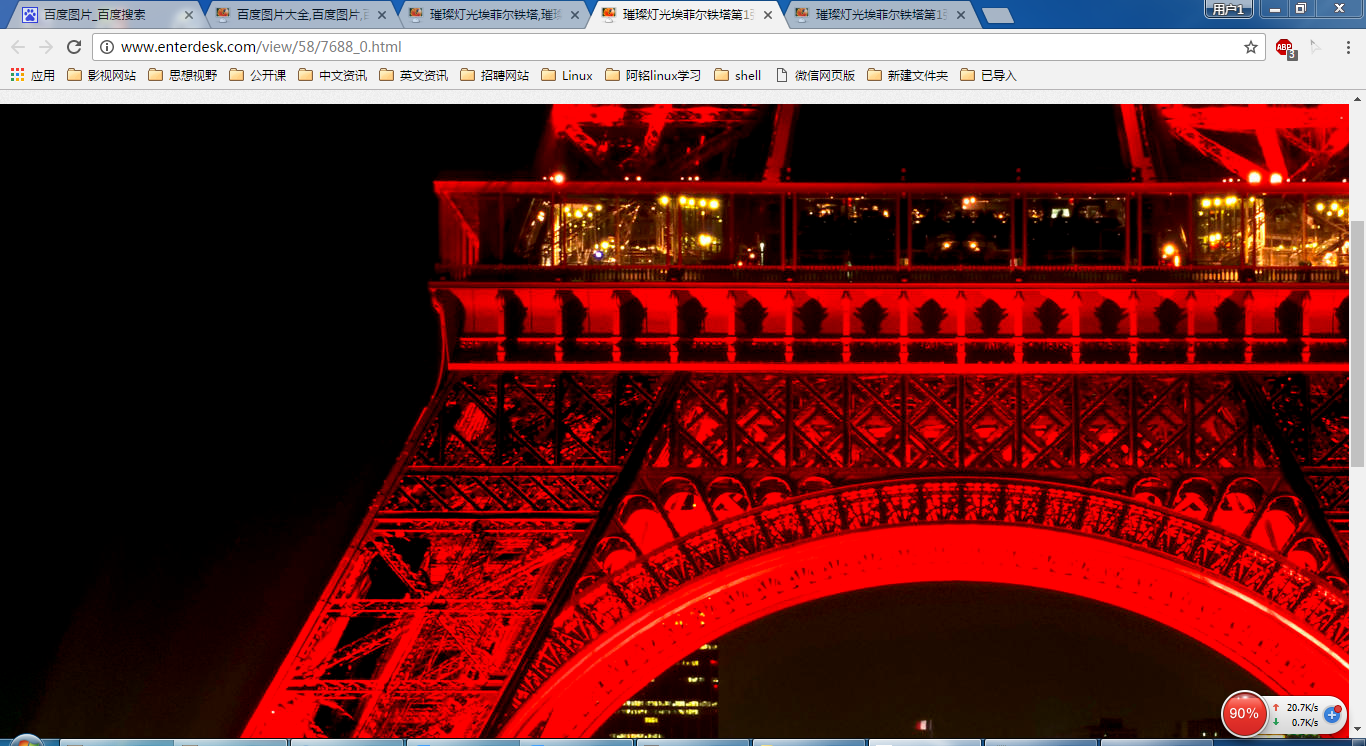 百度图片_百度搜索
百度图片大全,百度图片,百
璀璨灯光埃菲尔铁塔,璀璨
璀璨灯光埃菲尔铁塔第1张
璀璨灯光埃菲尔铁塔第1张
用户1
www.enterdesk.com/view/58/7688_0.html
ABP
3
应用 影视网站 思想视野 公开课 中文资讯 英文资讯 招聘网站 Linux 阿铭linux学习 shell 微信网页版 新建文件夹 已导入
90%
20.7K/s
0.7K/s